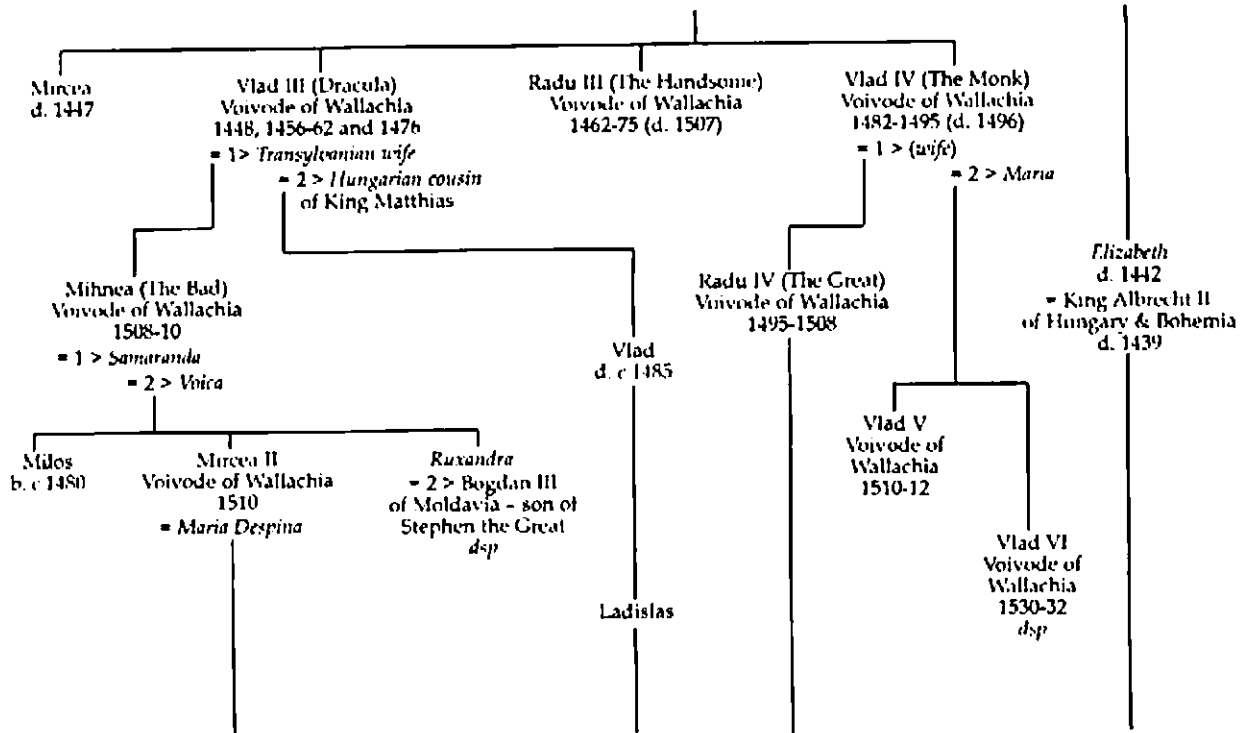 Mircea
d. 1447
Vlad III (Dracula)
Voivode of Wallachia
1448, 1456-62 and 1476
= 1> Transylvanian wife
= 2 > Hungarian cousin
of King Matthias
Radu III (The Handsome)
Voivode of Wallachia
1462-75 (d. 1507)
Vlad IV (The Monk)
Voivode of Wallachia
1482-1495 (d. 1496)
= 1 > (wife)
= 2 > Maria
Elizabeth
d. 1442
= King Albrecht II
of Hungary & Bohemia
d. 1439
Mihnea (The Bad)
Voivode of Wallachia
1508-10
= 1 > Samaranda
= 2 > Voica
Vlad
d. c 1485
Radu IV (The Great)
Voivode of Wallachia
1495-1508
Vlad V
Voivode of
Wallachia
1510-12
Vlad VI
Voivode of
Wallachia
1530-32
dsp
Milos
b. c 1480
Mircea II
Voivode of Wallachia
1510
= Maria Despina
Ruxandra
= 2 > Bogdan III
of Moldavia – son of
Stephen the Great
dsp
Ladislas